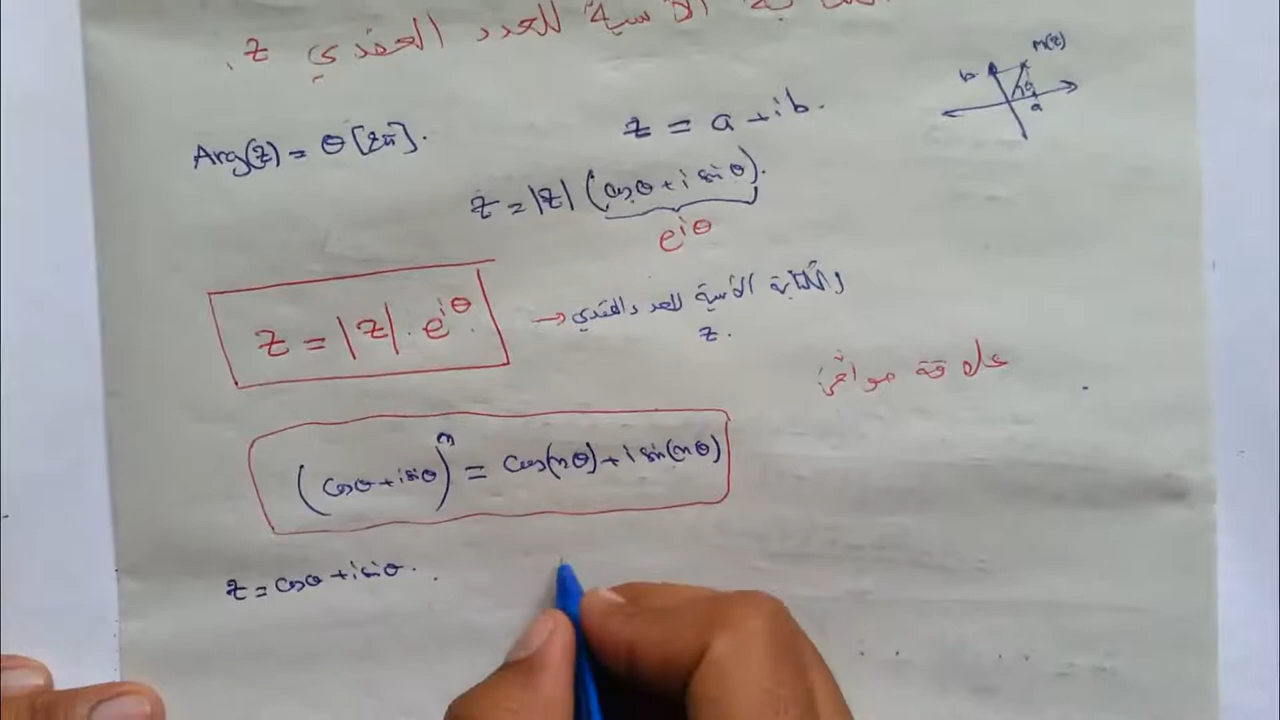 الأسية للعدد العقدي z.
M(z)
b
θ
a
z = a + ib.
Arg(z) = θ [2π].
z = |z| (cosθ + i sinθ).
e^{iθ}
z = |z| . e^{iθ}
→ الكتابة الأسية للعدد العقدي
z.
علاقة موافر:
(cosθ + i sinθ)^n = cos(nθ) + i sin(nθ)
z = cosθ + i sinθ.